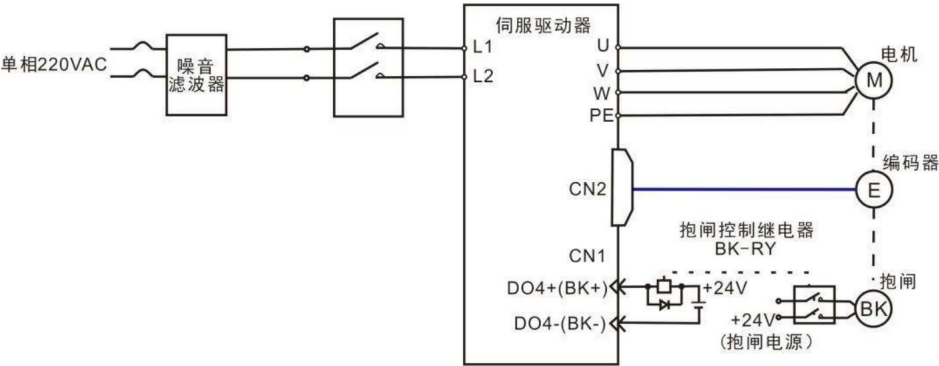 单相220VAC
噪音
滤波器
伺服驱动器
L1
L2
U
V
W
PE
电机
M
CN2
编码器
E
CN1
抱闸控制继电器
BK-RY
DO4+(BK+)
+24V
抱闸
BK
DO4-(BK-)
+24V
(抱闸电源)